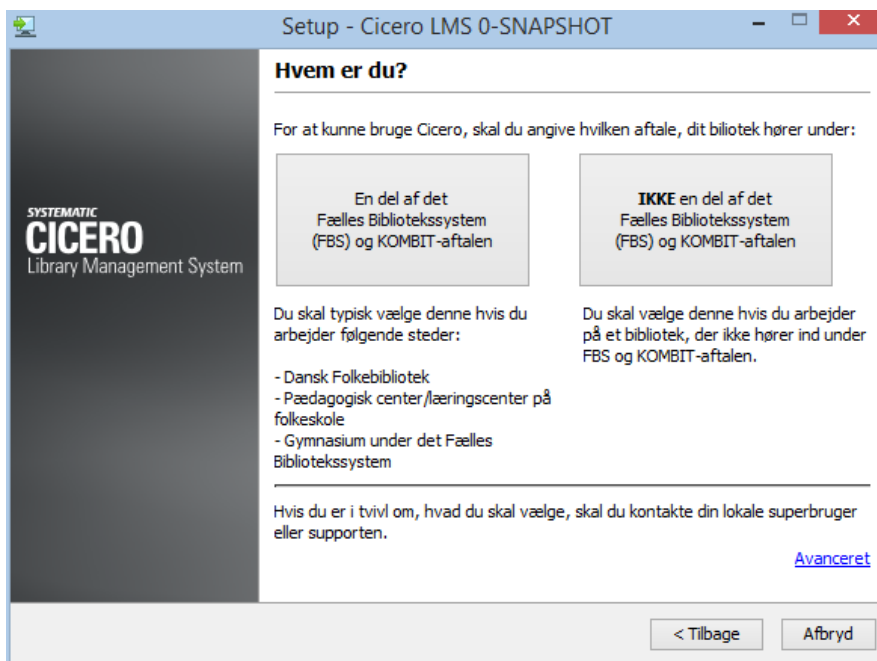 Setup - Cicero LMS 0-SNAPSHOT
Hvem er du?
For at kunne bruge Cicero, skal du angive hvilken aftale, dit biliotek hører under:
SYSTEMATIC
CICERO
Library Management System
En del af det
Fælles Bibliotekssystem
(FBS) og KOMBIT-aftalen
IKKE en del af det
Fælles Bibliotekssystem
(FBS) og KOMBIT-aftalen
Du skal typisk vælge denne hvis du
arbejder følgende steder:
- Dansk Folkebibliotek
- Pædagogisk center/læringscenter på
folkeskole
- Gymnasium under det Fælles
Bibliotekssystem
Du skal vælge denne hvis du arbejder
på et bibliotek, der ikke hører ind under
FBS og KOMBIT-aftalen.
Hvis du er i tvivl om, hvad du skal vælge, skal du kontakte din lokale superbruger
eller supporten.
Avanceret
< Tilbage
Afbryd